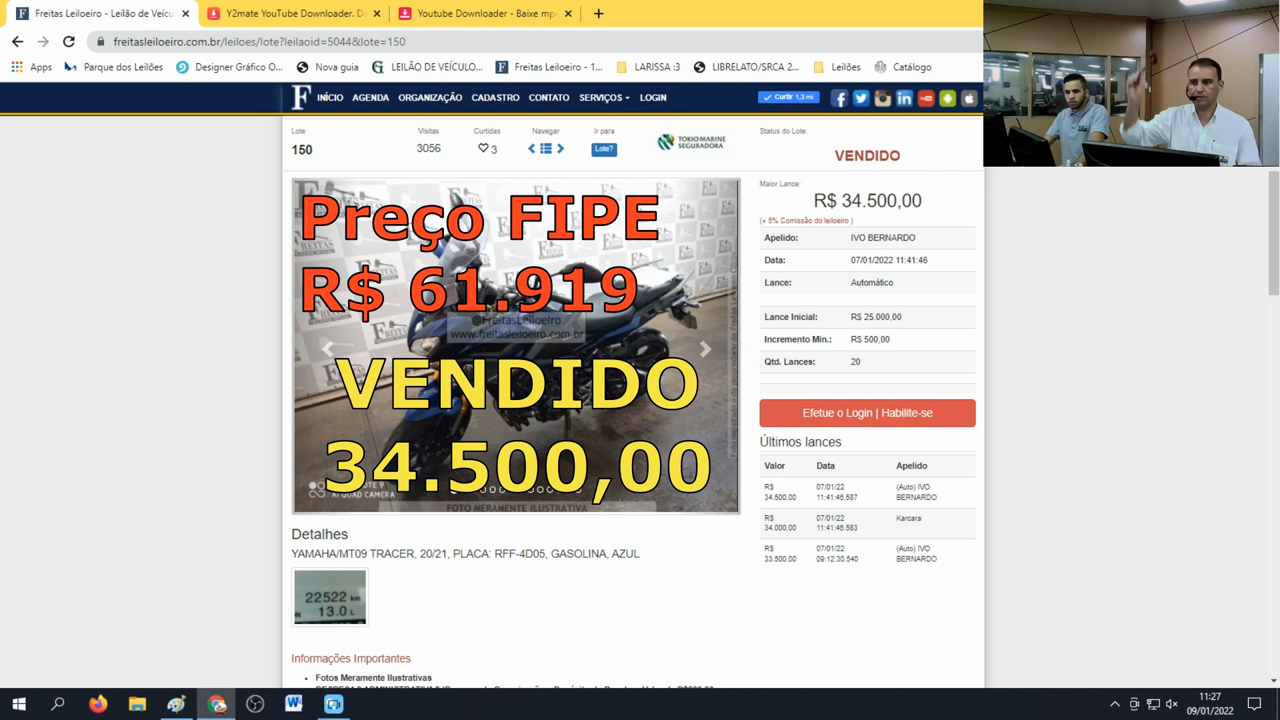 Freitas Leiloeiro - Leilão de Veícu
Y2mate YouTube Downloader. D
Youtube Downloader - Baixe mp
freitasleiloeiro.com.br/leiloes/lote?leilaoid=5044&lote=150
Apps
Parque dos Leilões
Designer Gráfico O...
Nova guia
LEILÃO DE VEÍCULO...
Freitas Leiloeiro - 1...
LARISSA :3
LIBRELATO/SRCA 2...
Leilões
Catálogo
INÍCIO AGENDA ORGANIZAÇÃO CADASTRO CONTATO SERVIÇOS LOGIN
Curtir 1,3 mi
Lote
150
Visitas
3056
Curtidas
3
Navegar
Ir para
Lote?
TOKIO MARINE
SEGURADORA
Status do Lote:
VENDIDO
Preço FIPE
R$ 61.919
@FreitasLeiloeiro
www.freitasleiloeiro.com.br
VENDIDO
34.500,00
AI QUAD CAMERA
FOTO MERAMENTE ILUSTRATIVA
Maior Lance:
R$ 34.500,00
(+ 5% Comissão do leiloeiro )
Apelido: IVO BERNARDO
Data: 07/01/2022 11:41:46
Lance: Automático
Lance Inicial: R$ 25.000,00
Incremento Min.: R$ 500,00
Qtd. Lances: 20
Efetue o Login | Habilite-se
Últimos lances
Valor Data Apelido
R$ 34.500,00 07/01/22 11:41:46.587 (Auto) IVO BERNARDO
R$ 34.000,00 07/01/22 11:41:46.583 Karcara
R$ 33.500,00 07/01/22 09:12:30.540 (Auto) IVO BERNARDO
Detalhes
YAMAHA/MT09 TRACER, 20/21, PLACA: RFF-4D05, GASOLINA, AZUL
22522 km
13.0 L
Informações Importantes
Fotos Meramente Ilustrativas
11:27
09/01/2022